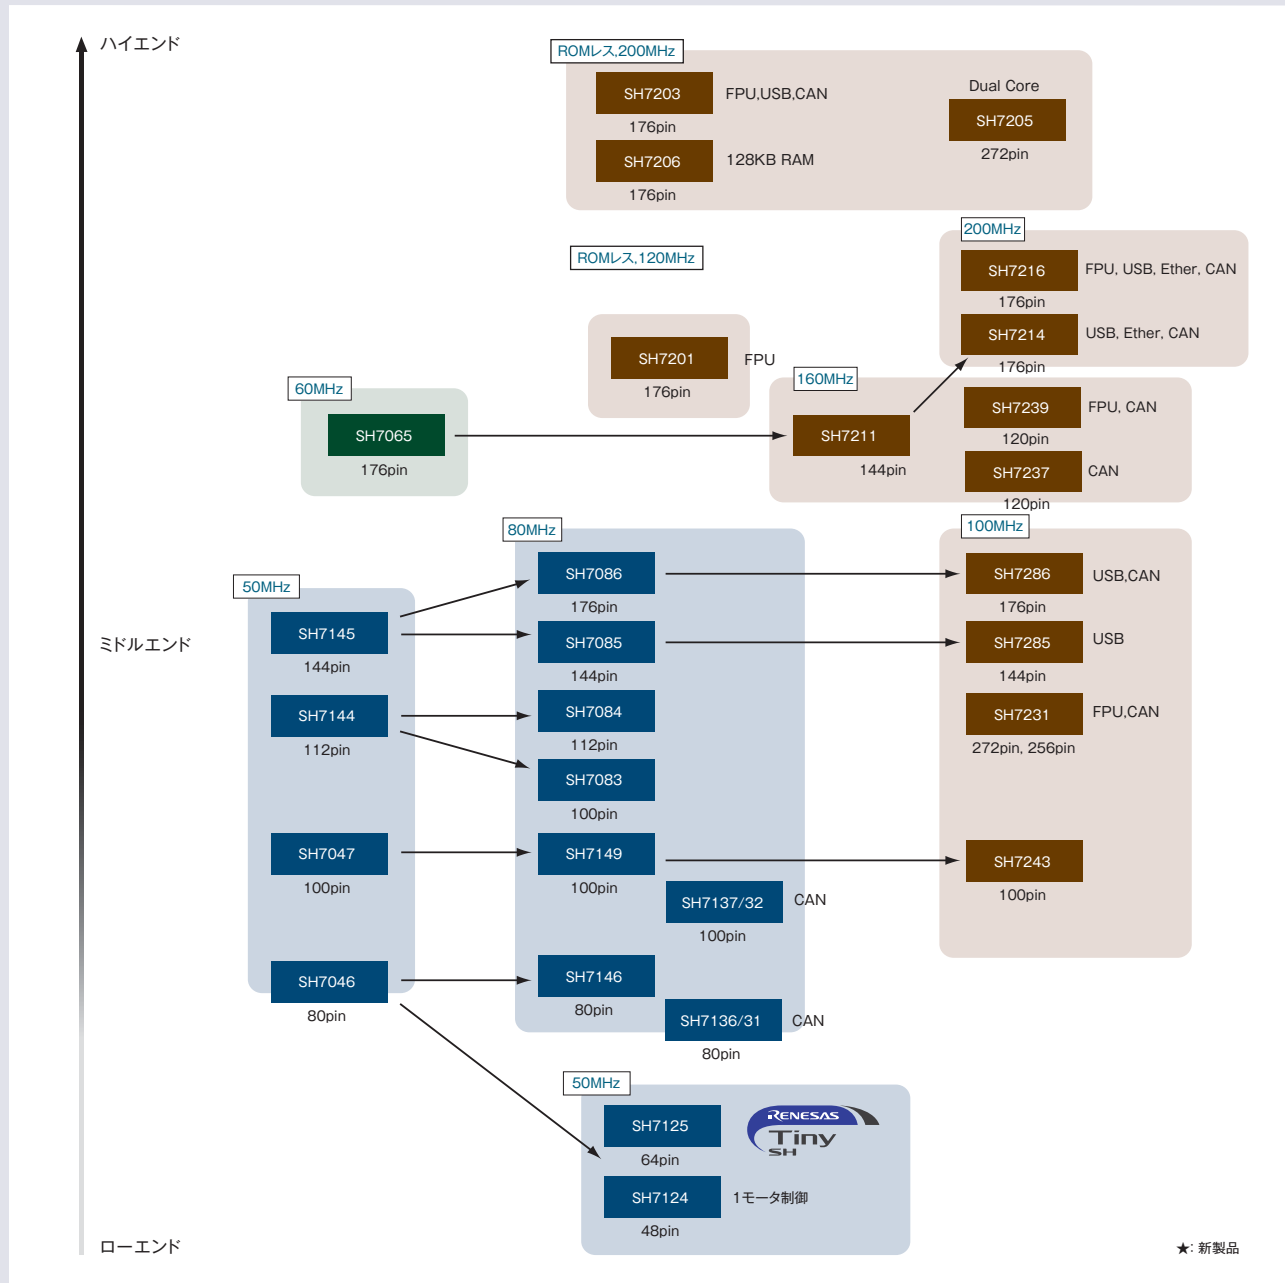 ハイエンド
ROMレス,200MHz
SH7203
FPU,USB,CAN
176pin
SH7206
128KB RAM
176pin
Dual Core
SH7205
272pin
200MHz
SH7216
FPU, USB, Ether, CAN
176pin
SH7214
USB, Ether, CAN
176pin
ROMレス,120MHz
SH7201
FPU
176pin
60MHz
SH7065
176pin
160MHz
SH7211
144pin
SH7239
FPU, CAN
120pin
SH7237
CAN
120pin
ミドルエンド
50MHz
SH7145
144pin
SH7144
112pin
SH7047
100pin
SH7046
80pin
80MHz
SH7086
176pin
SH7085
144pin
SH7084
112pin
SH7083
100pin
SH7149
100pin
SH7137/32
CAN
100pin
SH7146
80pin
SH7136/31
CAN
80pin
100MHz
SH7286
USB,CAN
176pin
SH7285
USB
144pin
SH7231
FPU,CAN
272pin, 256pin
SH7243
100pin
50MHz
SH7125
64pin
RENESAS
Tiny
SH
SH7124
1モータ制御
48pin
ローエンド
★: 新製品